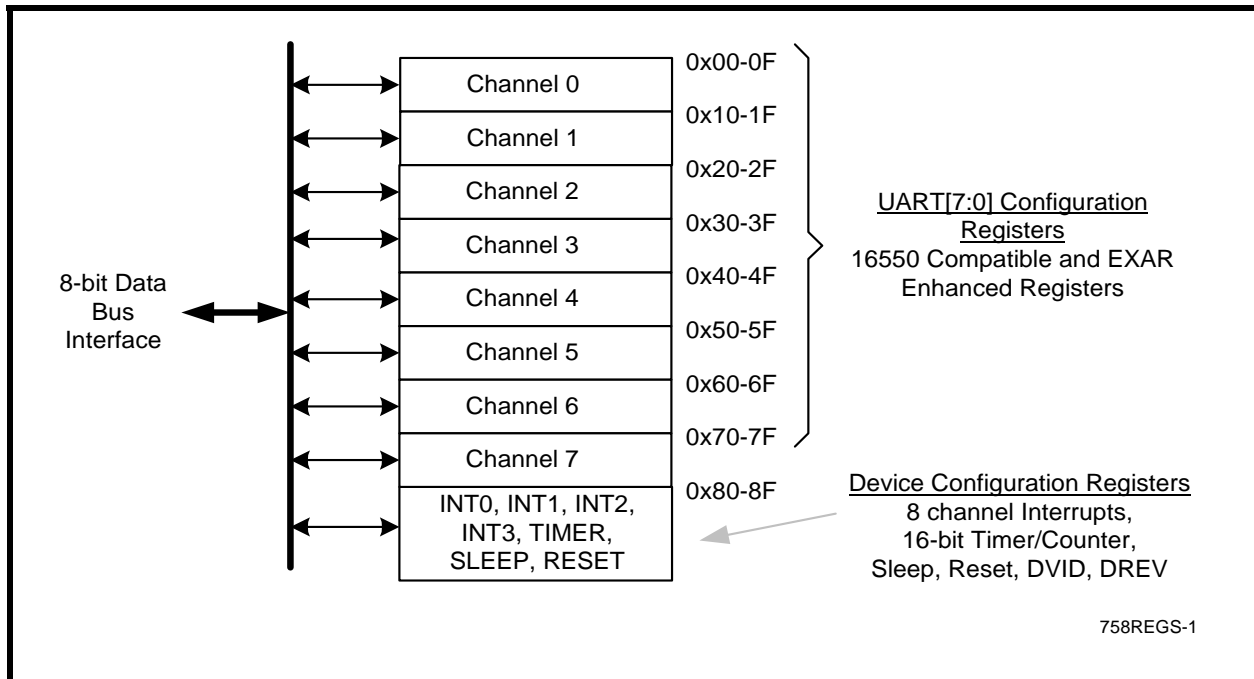 8-bit Data
Bus
Interface
0x00-0F
Channel 0
0x10-1F
Channel 1
0x20-2F
Channel 2
0x30-3F
Channel 3
0x40-4F
Channel 4
0x50-5F
Channel 5
0x60-6F
Channel 6
0x70-7F
Channel 7
0x80-8F
INT0, INT1, INT2,
INT3, TIMER,
SLEEP, RESET
UART[7:0] Configuration
Registers
16550 Compatible and EXAR
Enhanced Registers
Device Configuration Registers
8 channel Interrupts,
16-bit Timer/Counter,
Sleep, Reset, DVID, DREV
758REGS-1